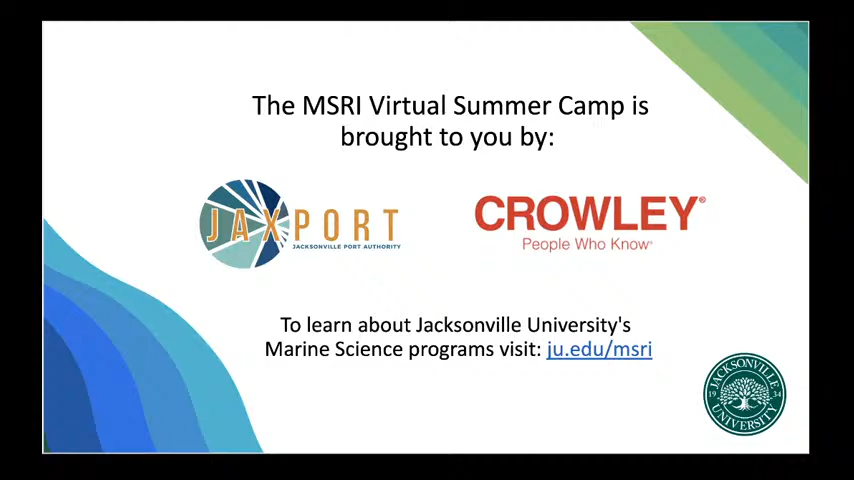 The MSRI Virtual Summer Camp is
brought to you by:
JAXPORT
JACKSONVILLE PORT AUTHORITY
CROWLEY®
People Who Know
To learn about Jacksonville University's
Marine Science programs visit: ju.edu/msri
JACKSONVILLE
19 34
UNIVERSITY